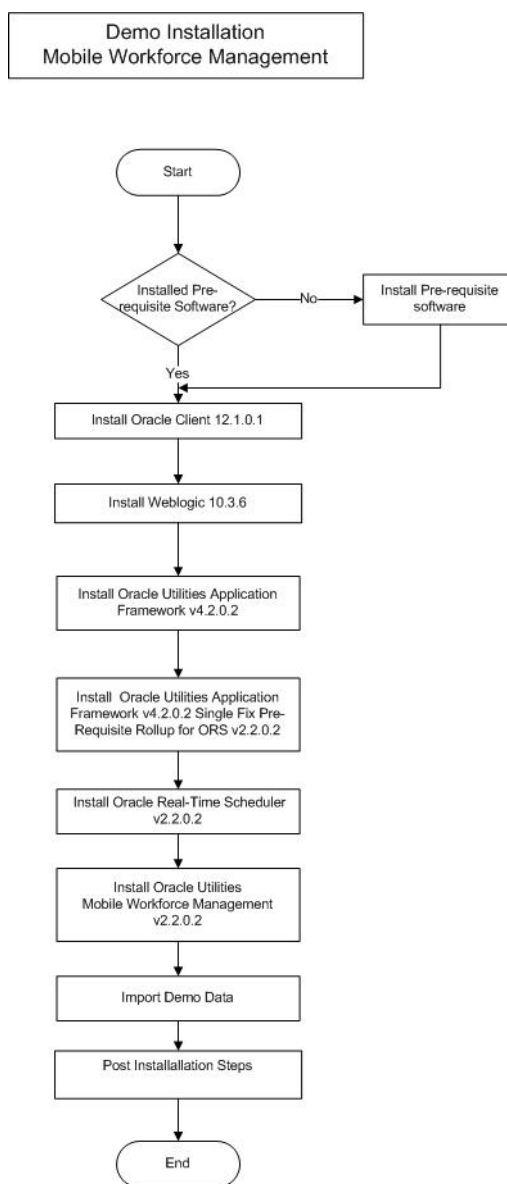 Demo Installation
Mobile Workforce Management
Start
Installed Pre-
requisite Software?
No
Install Pre-requisite
software
Yes
Install Oracle Client 12.1.0.1
Install Weblogic 10.3.6
Install Oracle Utilities Application
Framework v4.2.0.2
Install Oracle Utilities Application
Framework v4.2.0.2 Single Fix Pre-
Requisite Rollup for ORS v2.2.0.2
Install Oracle Real-Time Scheduler
v2.2.0.2
Install Oracle Utilities
Mobile Workforce Management
v2.2.0.2
Import Demo Data
Post Installallation Steps
End